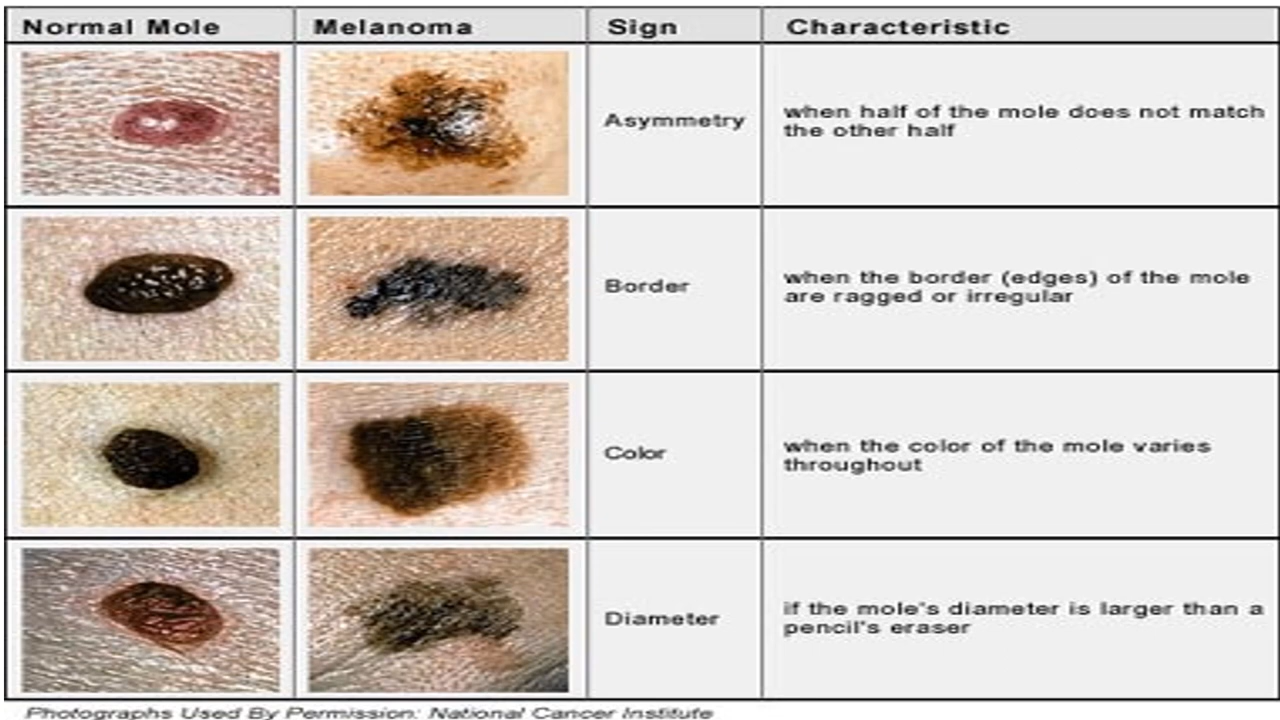 Normal Mole Melanoma Sign Characteristic
Asymmetry
when half of the mole does not match
the other half
Border
when the border (edges) of the mole
are ragged or irregular
Color
when the color of the mole varies
throughout
Diameter
if the mole's diameter is larger than a
pencil's eraser
Photographs Used By Permission: National Cancer Institute